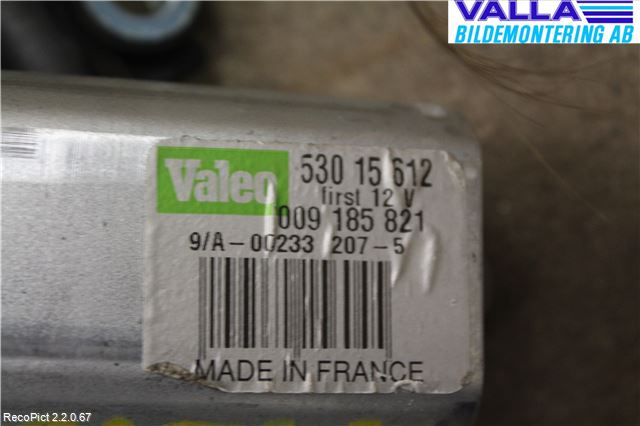 VALLA
BILDEMONTERING AB
Valeo
530 15 612
first 12 V
009 185 821
9/A-00233 207-5
MADE IN FRANCE
RecoPict 2.2.0.67